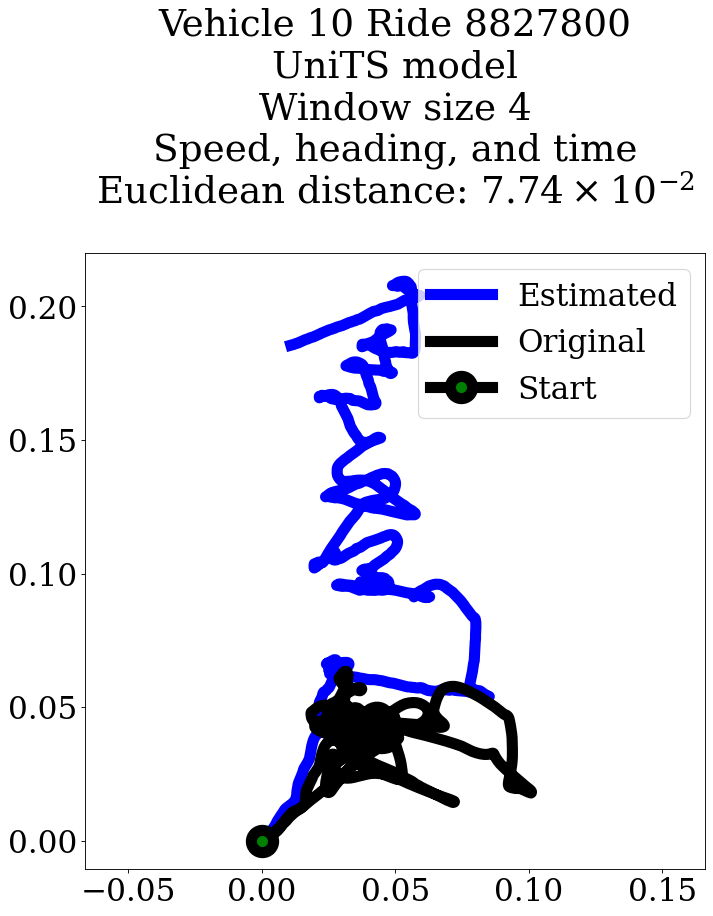 Vehicle 10 Ride 8827800
UniTS model
Window size 4
Speed, heading, and time
Euclidean distance: 7.74 × 10⁻²
Estimated
Original
Start
0.20
0.15
0.10
0.05
0.00
−0.05 0.00 0.05 0.10 0.15